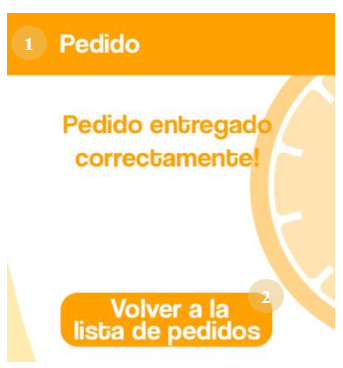 1 Pedido
Pedido entregado
correctamente!
2
Volver a la
lista de pedidos